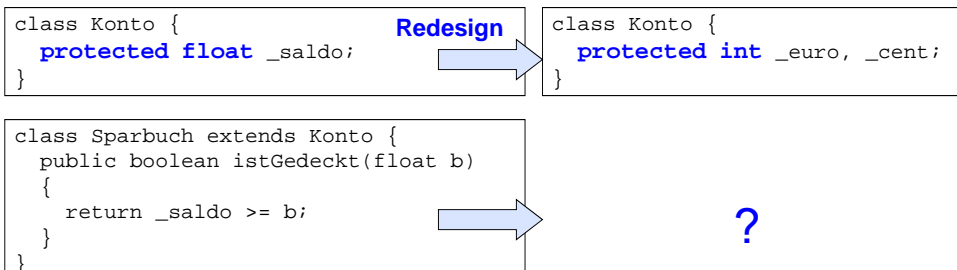 class Konto {
  protected float _saldo;
}
Redesign
class Konto {
  protected int _euro, _cent;
}
class Sparbuch extends Konto {
  public boolean istGedeckt(float b)
  {
    return _saldo >= b;
  }
}
?